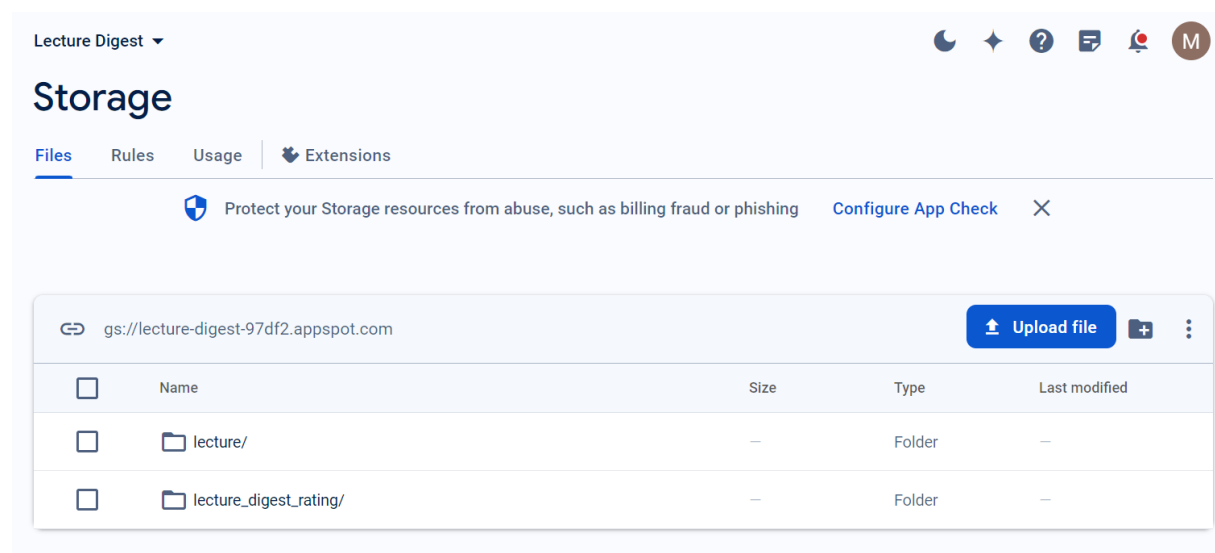 Lecture Digest
M
Storage
Files Rules Usage Extensions
Protect your Storage resources from abuse, such as billing fraud or phishing Configure App Check
gs://lecture-digest-97df2.appspot.com Upload file
Name Size Type Last modified
lecture/ — Folder —
lecture_digest_rating/ — Folder —